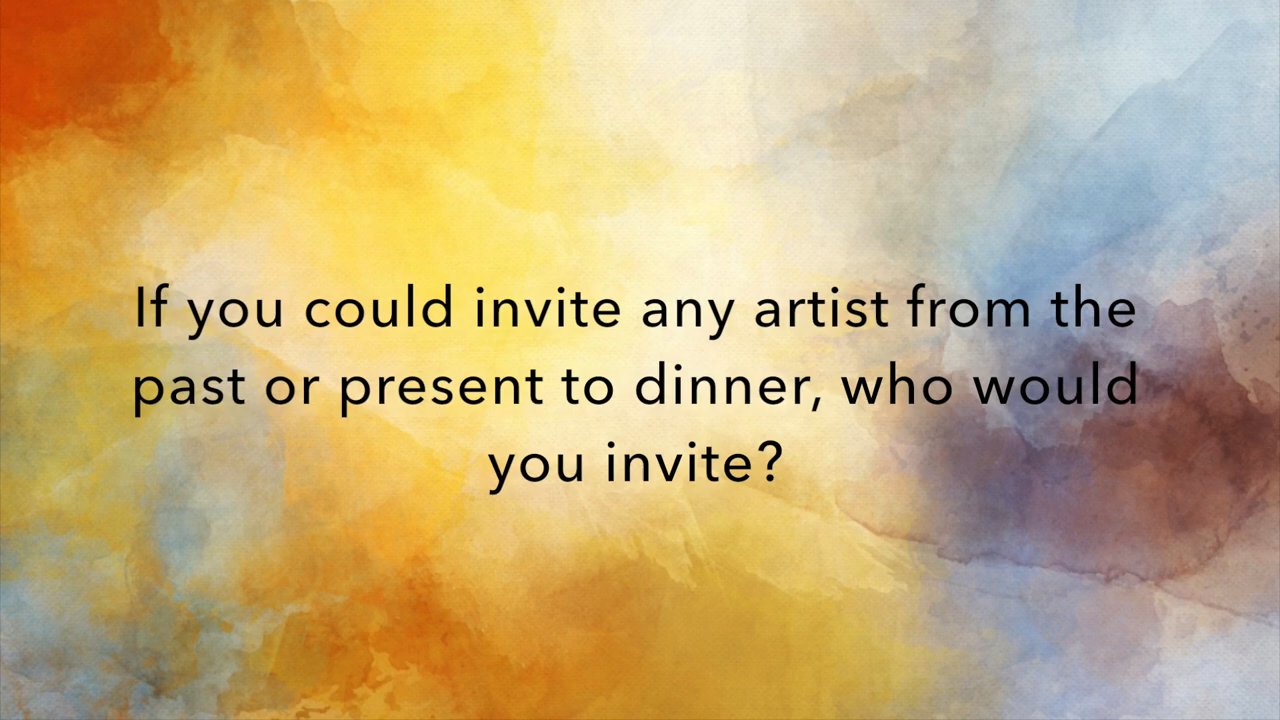 If you could invite any artist from the
past or present to dinner, who would
you invite?